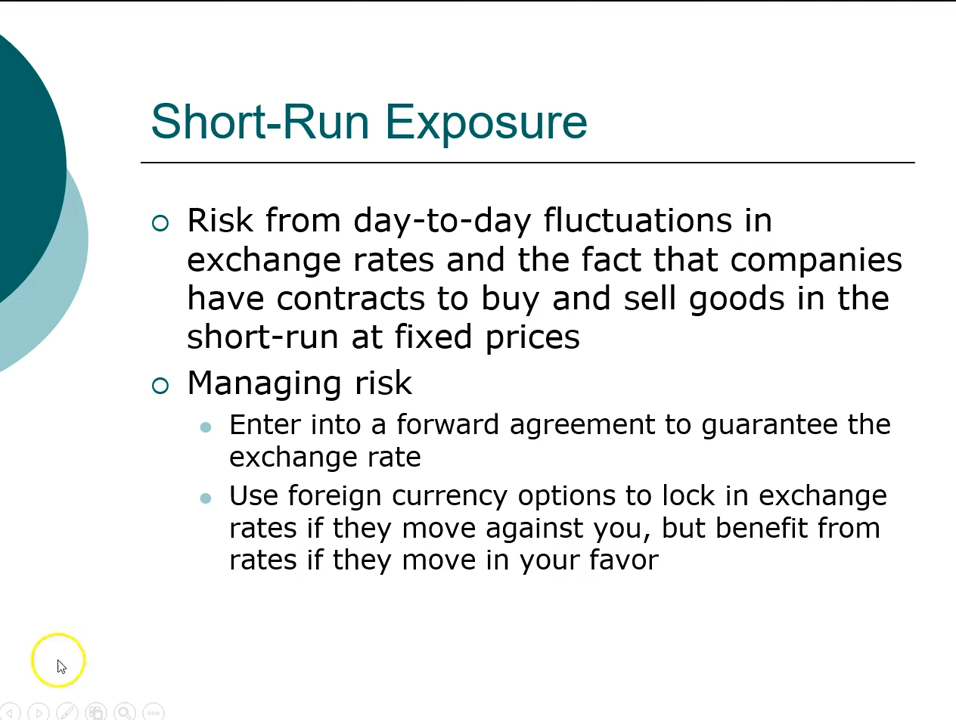 Short-Run Exposure
Risk from day-to-day fluctuations in
exchange rates and the fact that companies
have contracts to buy and sell goods in the
short-run at fixed prices
Managing risk
Enter into a forward agreement to guarantee the
exchange rate
Use foreign currency options to lock in exchange
rates if they move against you, but benefit from
rates if they move in your favor